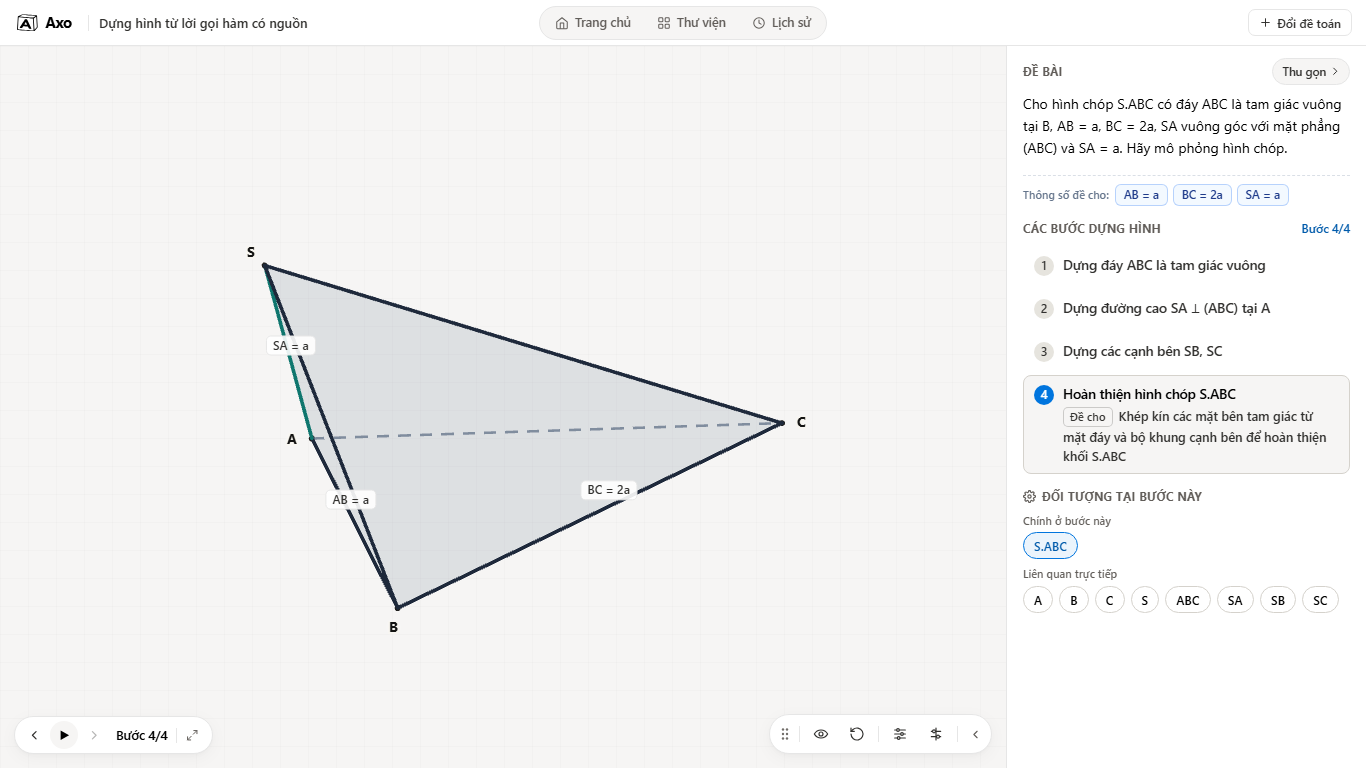 Axo
Dựng hình từ lời gọi hàm có nguồn
Trang chủ
Thư viện
Lịch sử
Đổi đề toán
S
SA = a
A
AB = a
BC = 2a
C
B
Bước 4/4
ĐỀ BÀI
Thu gọn
Cho hình chóp S.ABC có đáy ABC là tam giác vuông
tại B, AB = a, BC = 2a, SA vuông góc với mặt phẳng
(ABC) và SA = a. Hãy mô phỏng hình chóp.
Thông số đề cho: AB = a BC = 2a SA = a
CÁC BƯỚC DỰNG HÌNH
Bước 4/4
1 Dựng đáy ABC là tam giác vuông
2 Dựng đường cao SA ⊥ (ABC) tại A
3 Dựng các cạnh bên SB, SC
4 Hoàn thiện hình chóp S.ABC
Đề cho Khép kín các mặt bên tam giác từ
mặt đáy và bộ khung cạnh bên để hoàn thiện
khối S.ABC
ĐỐI TƯỢNG TẠI BƯỚC NÀY
Chính ở bước này
S.ABC
Liên quan trực tiếp
A B C S ABC SA SB SC